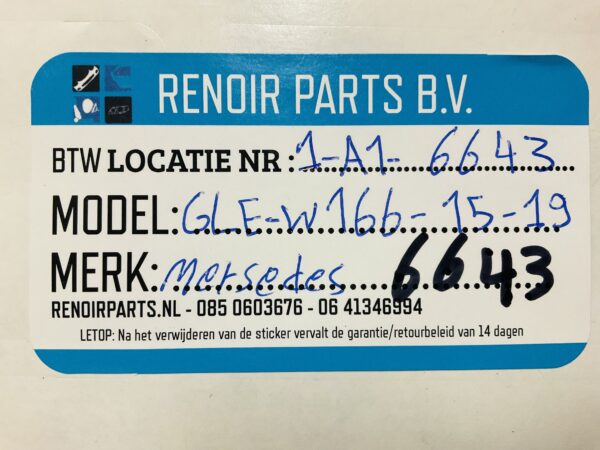 RENOIR PARTS B.V.
BTW LOCATIE NR : 1-A1- 6643
MODEL: GLE-W166-15-19
MERK: Mersedes 6643
RENOIRPARTS.NL - 085 0603676 - 06 41346994
LETOP: Na het verwijderen van de sticker vervalt de garantie/retourbeleid van 14 dagen